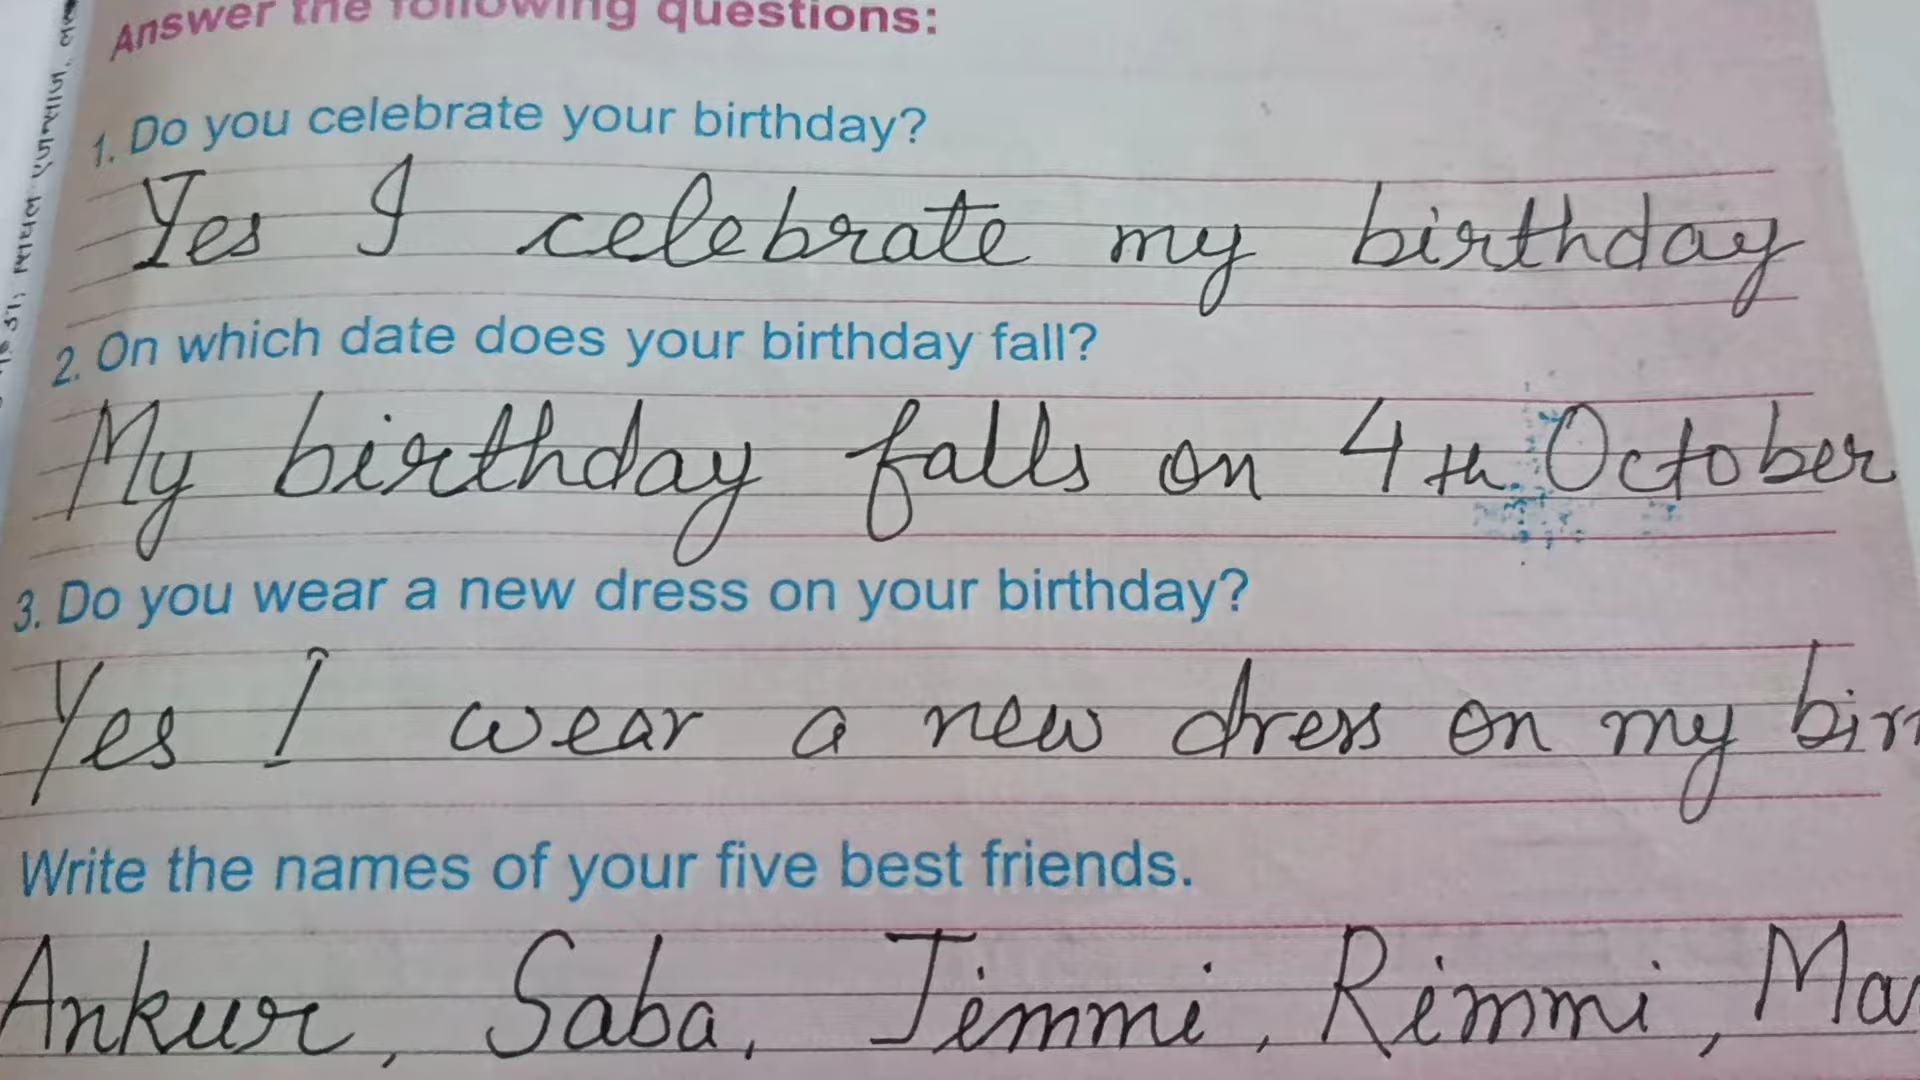 Answer the following questions:
1. Do you celebrate your birthday?
Yes I celebrate my birthday
2. On which date does your birthday fall?
My birthday falls on 4th October
3. Do you wear a new dress on your birthday?
Yes I wear a new dress on my
Write the names of your five best friends.
Ankur, Saba, Jimmi, Rimmi,